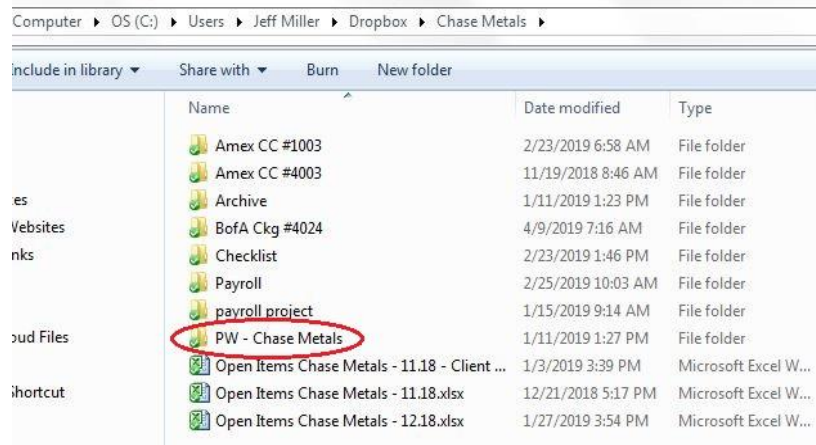 Computer ▸ OS (C:) ▸ Users ▸ Jeff Miller ▸ Dropbox ▸ Chase Metals ▸
Include in library ▾ Share with ▾ Burn New folder
Name Date modified Type
Amex CC #1003 2/23/2019 6:58 AM File folder
Amex CC #4003 11/19/2018 8:46 AM File folder
es Archive 1/11/2019 1:23 PM File folder
Websites BofA Ckg #4024 4/9/2019 7:16 AM File folder
nks Checklist 2/23/2019 1:46 PM File folder
Payroll 2/25/2019 10:03 AM File folder
payroll project 1/15/2019 9:14 AM File folder
oud Files PW - Chase Metals 1/11/2019 1:27 PM File folder
Open Items Chase Metals - 11.18 - Client ... 1/3/2019 3:39 PM Microsoft Excel W...
Shortcut Open Items Chase Metals - 11.18.xlsx 12/21/2018 5:17 PM Microsoft Excel W...
Open Items Chase Metals - 12.18.xlsx 1/27/2019 3:54 PM Microsoft Excel W...